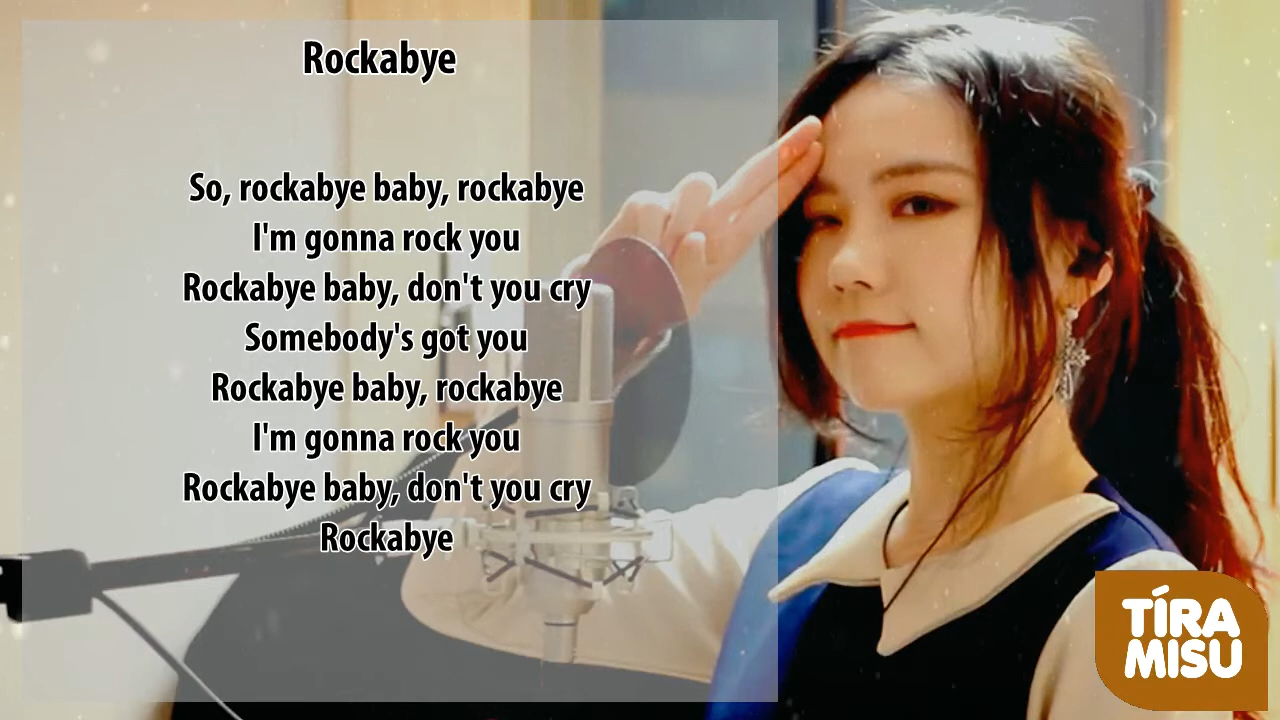 Rockabye
So, rockabye baby, rockabye
I'm gonna rock you
Rockabye baby, don't you cry
Somebody's got you
Rockabye baby, rockabye
I'm gonna rock you
Rockabye baby, don't you cry
Rockabye
TÍRA
MISU